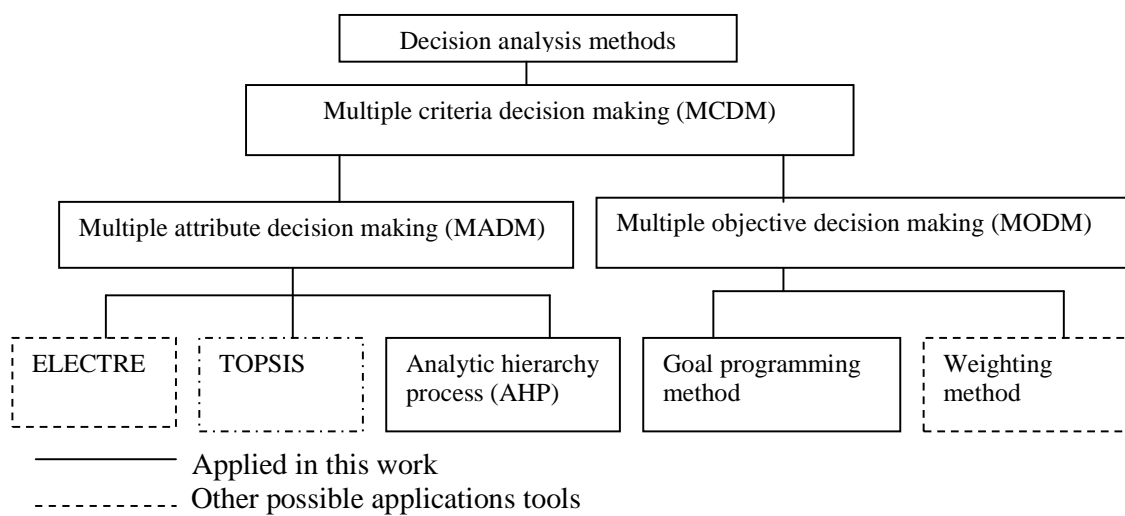 Decision analysis methods
Multiple criteria decision making (MCDM)
Multiple attribute decision making (MADM)
Multiple objective decision making (MODM)
ELECTRE
TOPSIS
Analytic hierarchy
process (AHP)
Goal programming
method
Weighting
method
Applied in this work
Other possible applications tools